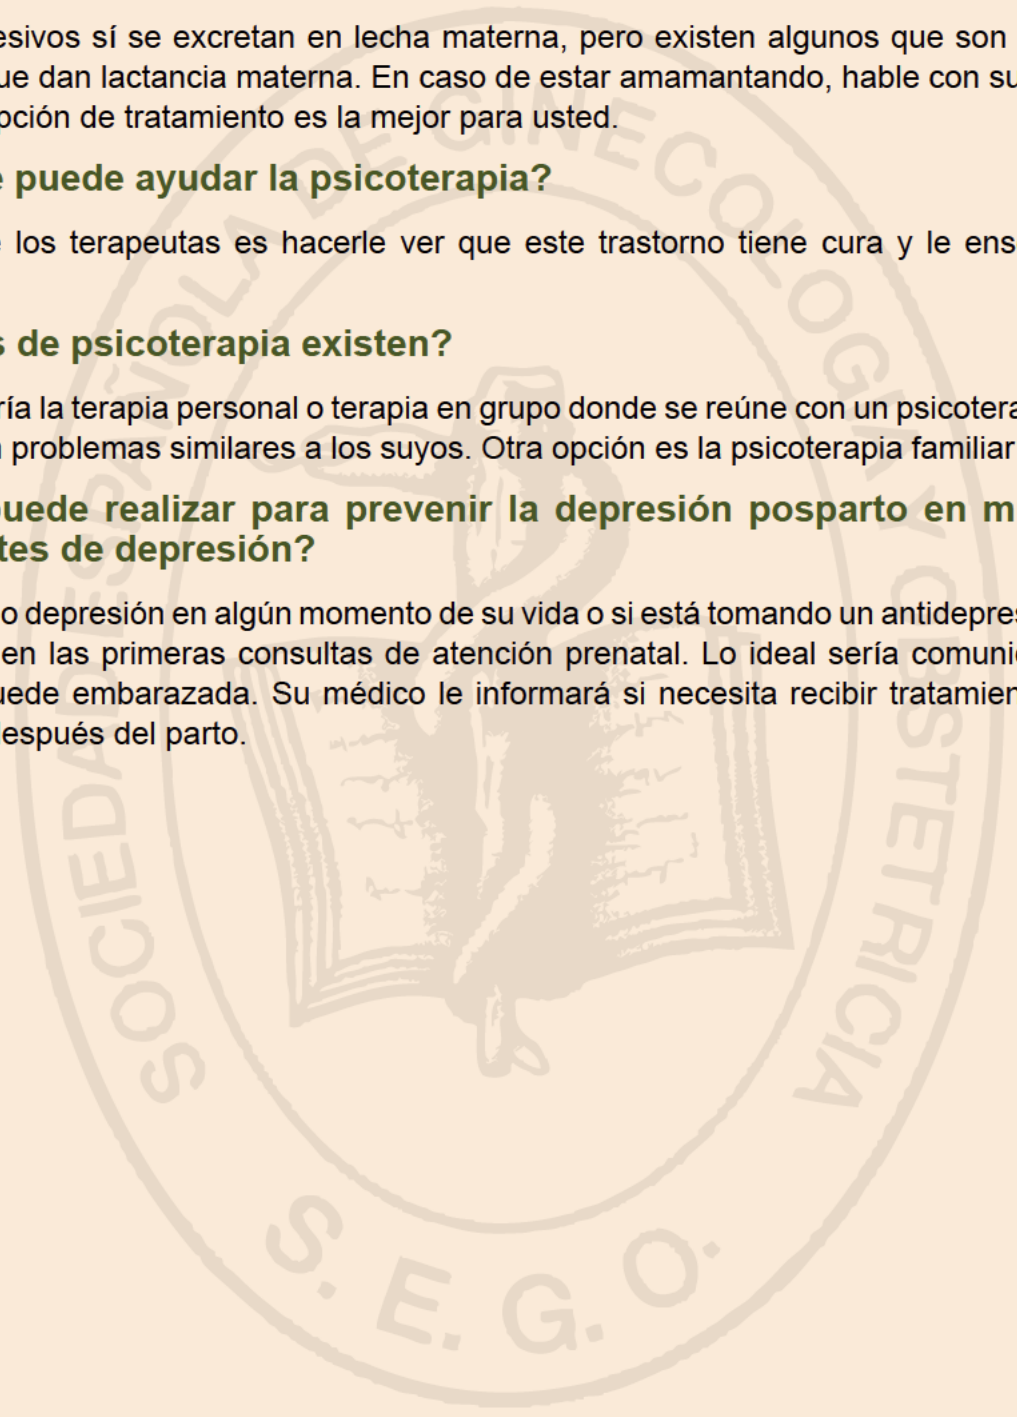 esivos sí se excretan en lecha materna, pero existen algunos que son
ue dan lactancia materna. En caso de estar amamantando, hable con su
pción de tratamiento es la mejor para usted.
e puede ayudar la psicoterapia?
e los terapeutas es hacerle ver que este trastorno tiene cura y le ens
s de psicoterapia existen?
ría la terapia personal o terapia en grupo donde se reúne con un psicotera
n problemas similares a los suyos. Otra opción es la psicoterapia familiar
puede realizar para prevenir la depresión posparto en m
tes de depresión?
o depresión en algún momento de su vida o si está tomando un antidepres
en las primeras consultas de atención prenatal. Lo ideal sería comuni
uede embarazada. Su médico le informará si necesita recibir tratamien
después del parto.
SOCIEDAD ESPAÑOLA DE GINECOLOGIA Y OBSTETRICIA
S. E. G. O.